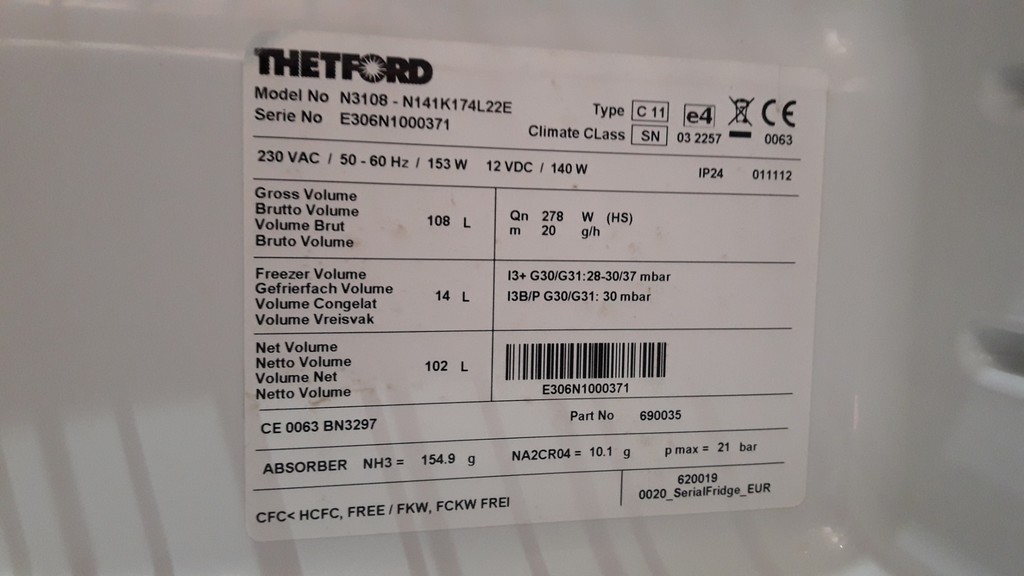 THETFORD
Model No N3108 - N141K174L22E
Serie No E306N1000371
Type C 11 e4 CE
Climate CLass SN 03 2257 0063
230 VAC / 50 - 60 Hz / 153 W 12 VDC / 140 W IP24 011112
Gross Volume
Brutto Volume
Volume Brut
Bruto Volume
108 L
Qn 278 W (HS)
m 20 g/h
Freezer Volume
Gefrierfach Volume
Volume Congelat
Volume Vreisvak
14 L
I3+ G30/G31:28-30/37 mbar
I3B/P G30/G31: 30 mbar
Net Volume
Netto Volume
Volume Net
Netto Volume
102 L
E306N1000371
CE 0063 BN3297 Part No 690035
ABSORBER NH3 = 154.9 g NA2CR04 = 10.1 g p max = 21 bar
CFC< HCFC, FREE / FKW, FCKW FREI
620019
0020_SerialFridge_EUR